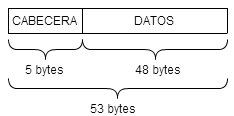 CABECERA DATOS
5 bytes 48 bytes
53 bytes